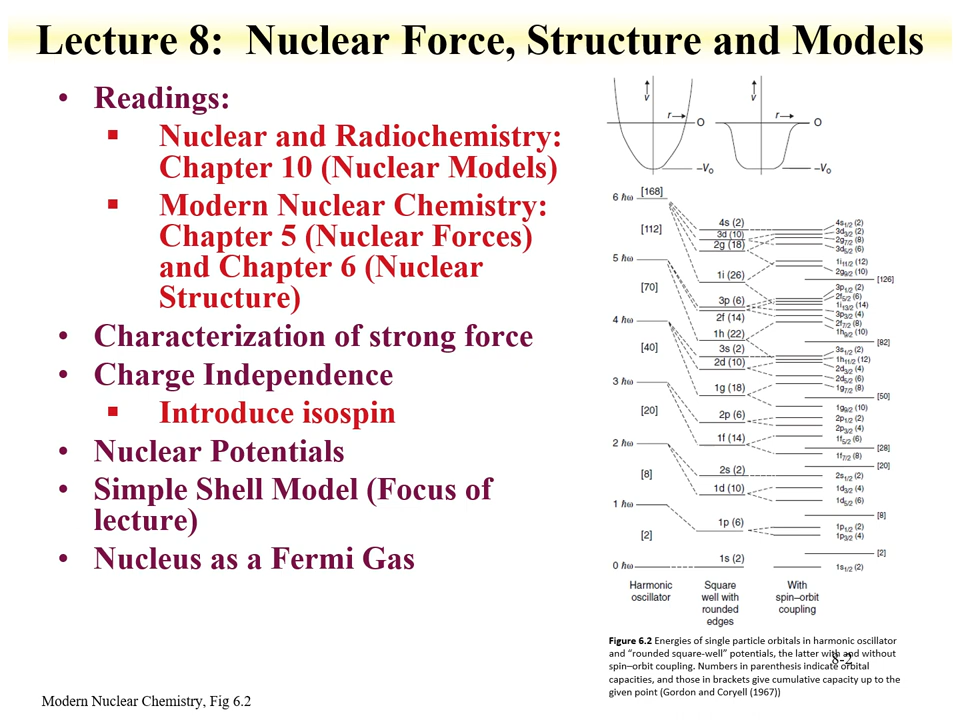 Lecture 8: Nuclear Force, Structure and Models
• Readings:
▪ Nuclear and Radiochemistry:
Chapter 10 (Nuclear Models)
▪ Modern Nuclear Chemistry:
Chapter 5 (Nuclear Forces)
and Chapter 6 (Nuclear
Structure)
• Characterization of strong force
• Charge Independence
▪ Introduce isospin
• Nuclear Potentials
• Simple Shell Model (Focus of
lecture)
• Nucleus as a Fermi Gas
v
r
O
–V₀
v
r
O
–V₀
6 ħω
[168]
[112]
5 ħω
[70]
4 ħω
[40]
3 ħω
[20]
2 ħω
[8]
1 ħω
[2]
0 ħω
4s (2)
3d (10)
2g (18)
1i (26)
3p (6)
2f (14)
1h (22)
3s (2)
2d (10)
1g (18)
2p (6)
1f (14)
2s (2)
1d (10)
1p (6)
1s (2)
4s1/2 (2)
3d3/2 (2)
2g7/2 (8)
3d5/2 (6)
1i11/2 (12)
2g9/2 (10)
[126]
3p1/2 (2)
2f5/2 (6)
1i13/2 (14)
3p3/2 (4)
2f7/2 (8)
1h9/2 (10)
[82]
3s1/2 (2)
1h11/2 (12)
2d3/2 (4)
2d5/2 (6)
1g7/2 (8)
[50]
1g9/2 (10)
2p1/2 (2)
2p3/2 (4)
1f5/2 (6)
[28]
1f7/2 (8)
[20]
2s1/2 (2)
1d3/2 (4)
1d5/2 (6)
[8]
1p1/2 (2)
1p3/2 (4)
[2]
1s1/2 (2)
Harmonic
oscillator
Square
well with
rounded
edges
With
spin–orbit
coupling
Figure 6.2 Energies of single particle orbitals in harmonic oscillator
and “rounded square-well” potentials, the latter with and without
spin–orbit coupling. Numbers in parenthesis indicate orbital
capacities, and those in brackets give cumulative capacity up to the
given point (Gordon and Coryell (1967))
8-2
Modern Nuclear Chemistry, Fig 6.2